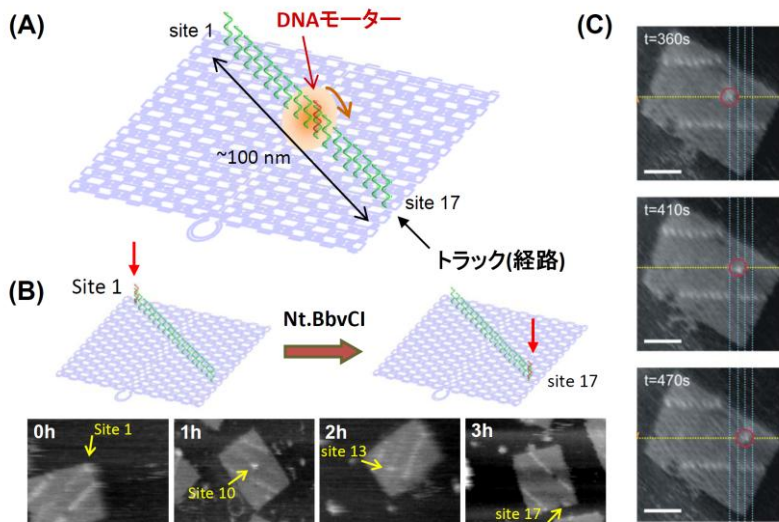 (A)
DNAモーター
site 1
~100 nm
site 17
トラック(経路)
(B)
Site 1
Nt.BbvCI
site 17
0h
Site 1
1h
Site 10
2h
site 13
3h
site 17
(C)
t=360s
t=410s
t=470s